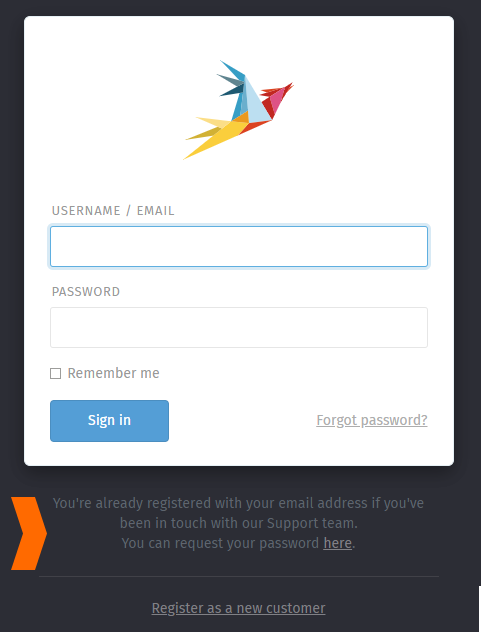 USERNAME / EMAIL
PASSWORD
Remember me
Sign in
Forgot password?
You're already registered with your email address if you've
been in touch with our Support team.
You can request your password here.
Register as a new customer